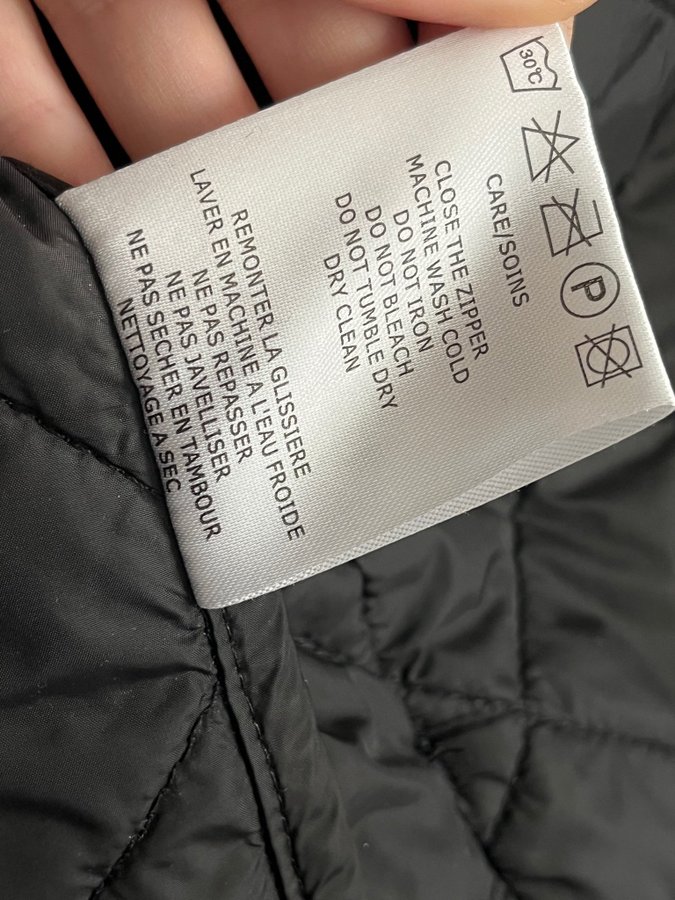 30°C
P
CARE/SOINS
CLOSE THE ZIPPER
MACHINE WASH COLD
DO NOT IRON
DO NOT BLEACH
DO NOT TUMBLE DRY
DRY CLEAN
REMONTER LA GLISSIERE
LAVER EN MACHINE A L'EAU FROIDE
NE PAS REPASSER
NE PAS JAVELLISER
NE PAS SECHER EN TAMBOUR
NETTOYAGE A SEC